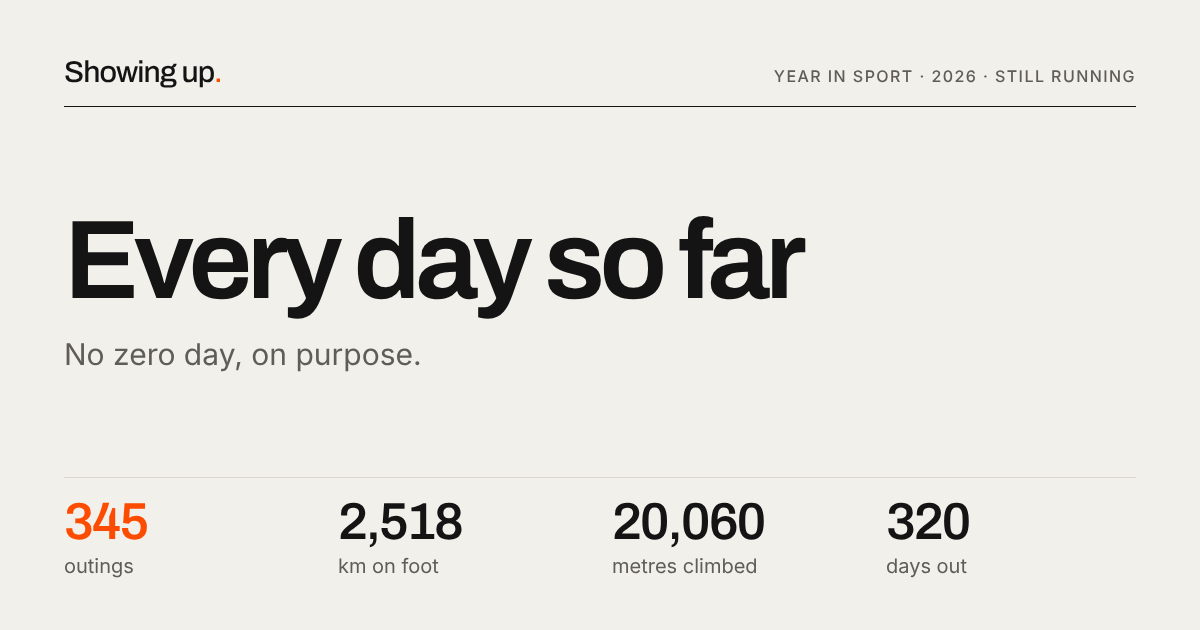 Showing up.
YEAR IN SPORT · 2026 · STILL RUNNING
Every day so far
No zero day, on purpose.
345
outings
2,518
km on foot
20,060
metres climbed
320
days out